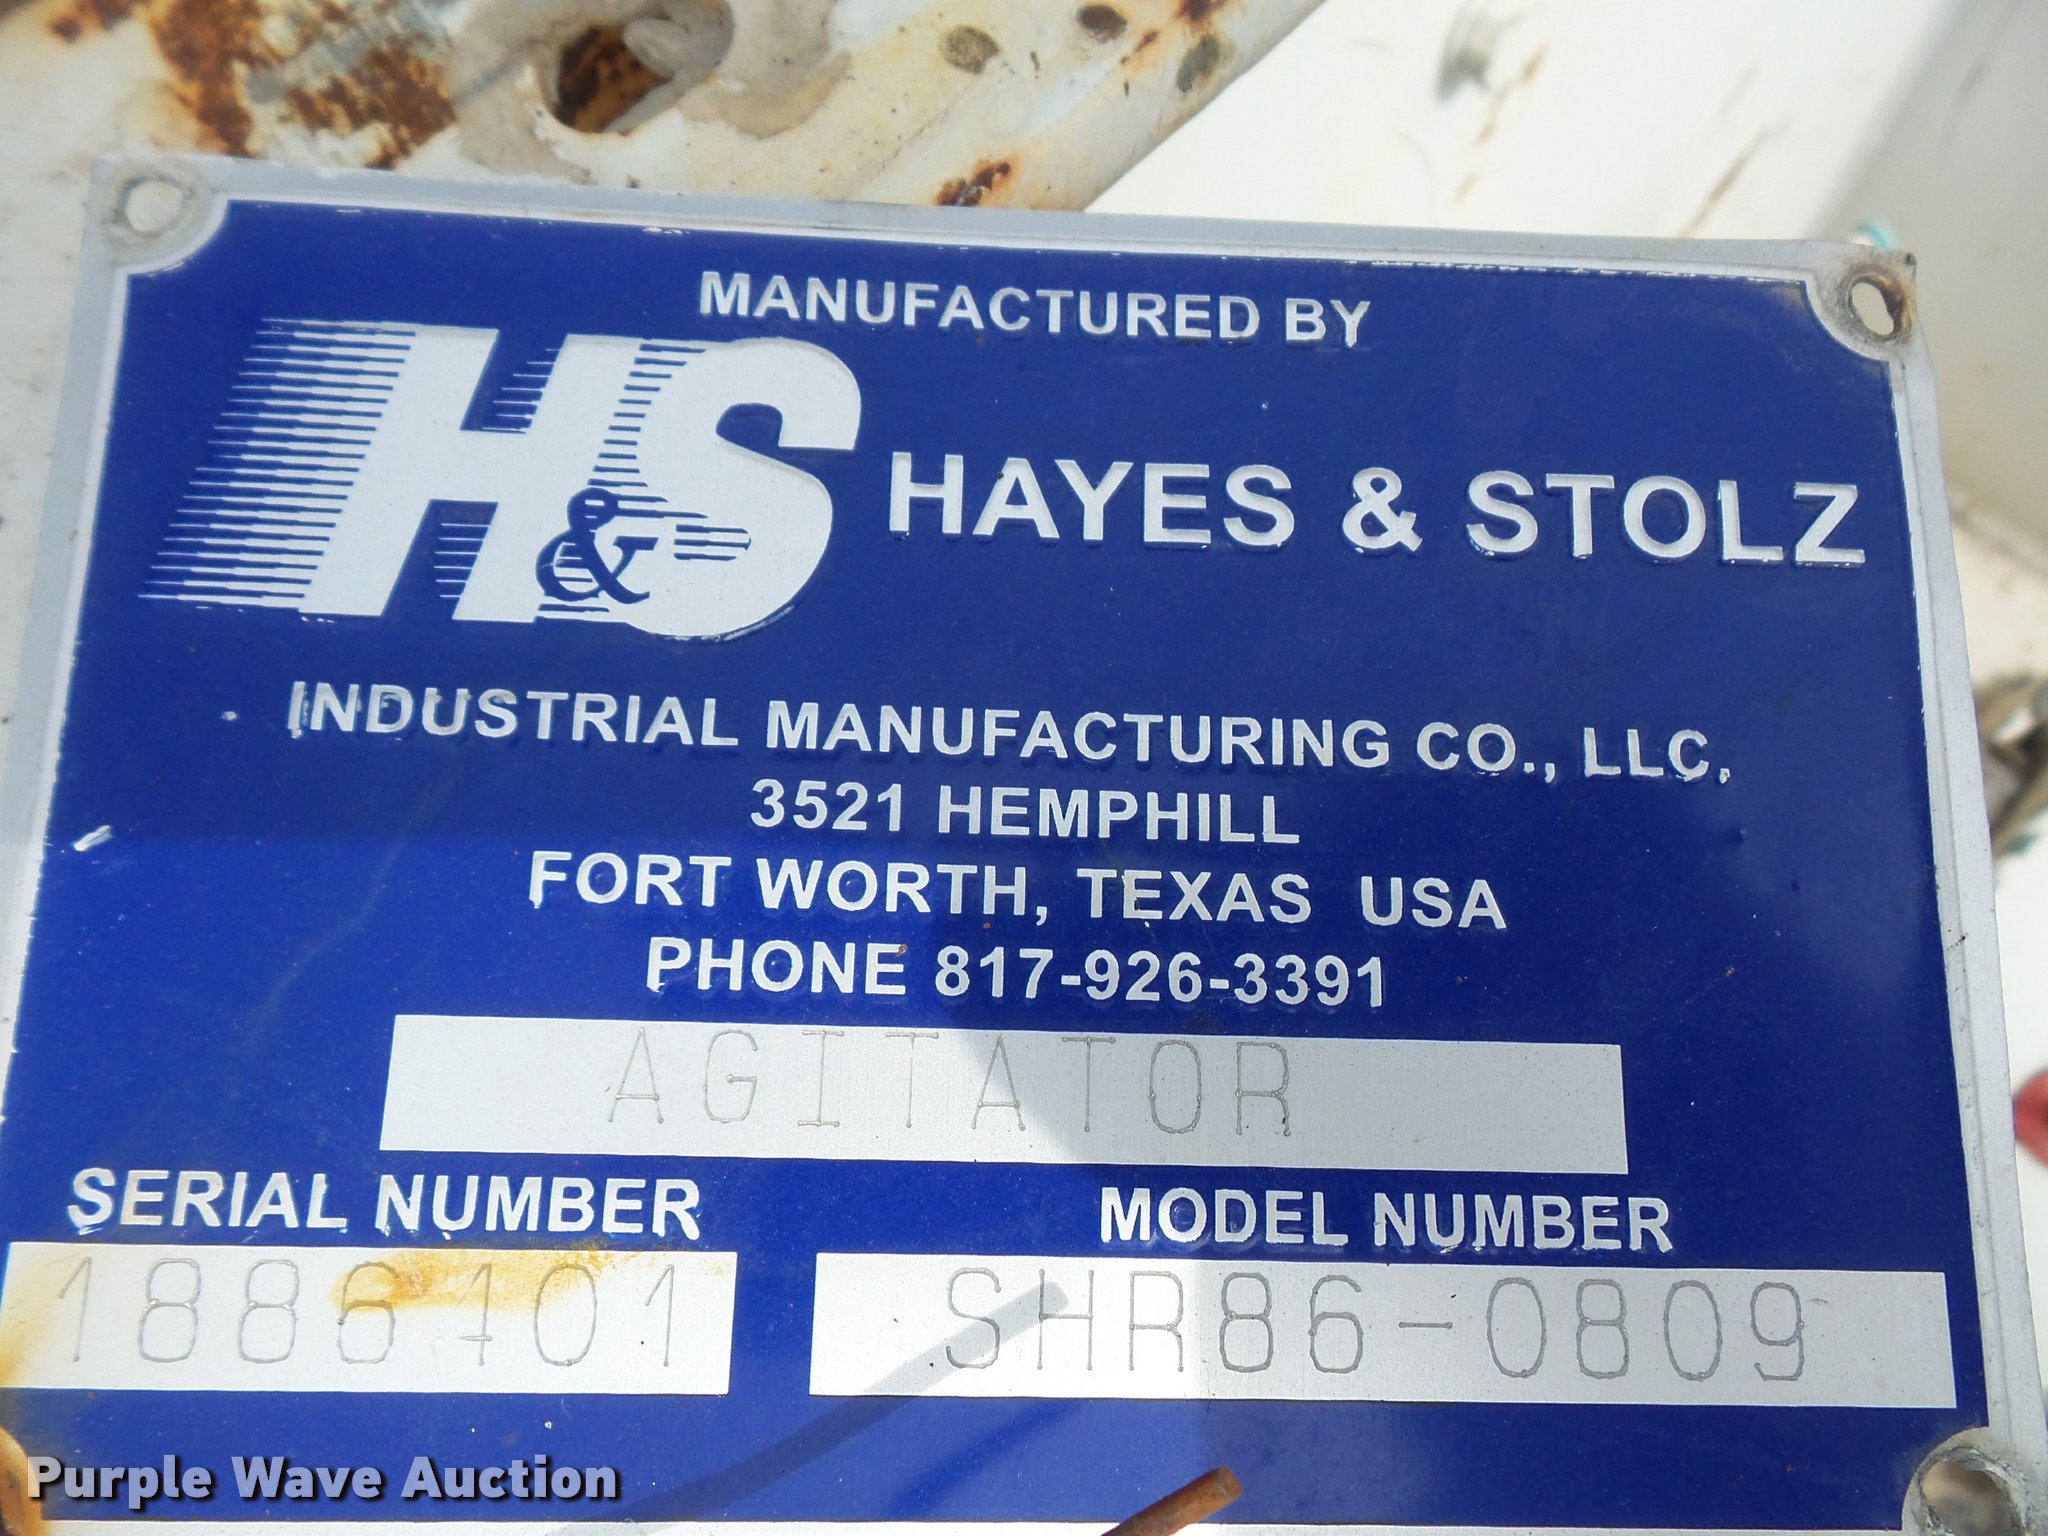 MANUFACTURED BY
H&S HAYES & STOLZ
INDUSTRIAL MANUFACTURING CO., LLC.
3521 HEMPHILL
FORT WORTH, TEXAS USA
PHONE 817-926-3391
AGITATOR
SERIAL NUMBER MODEL NUMBER
1886101 SHR86-0809
Purple Wave Auction